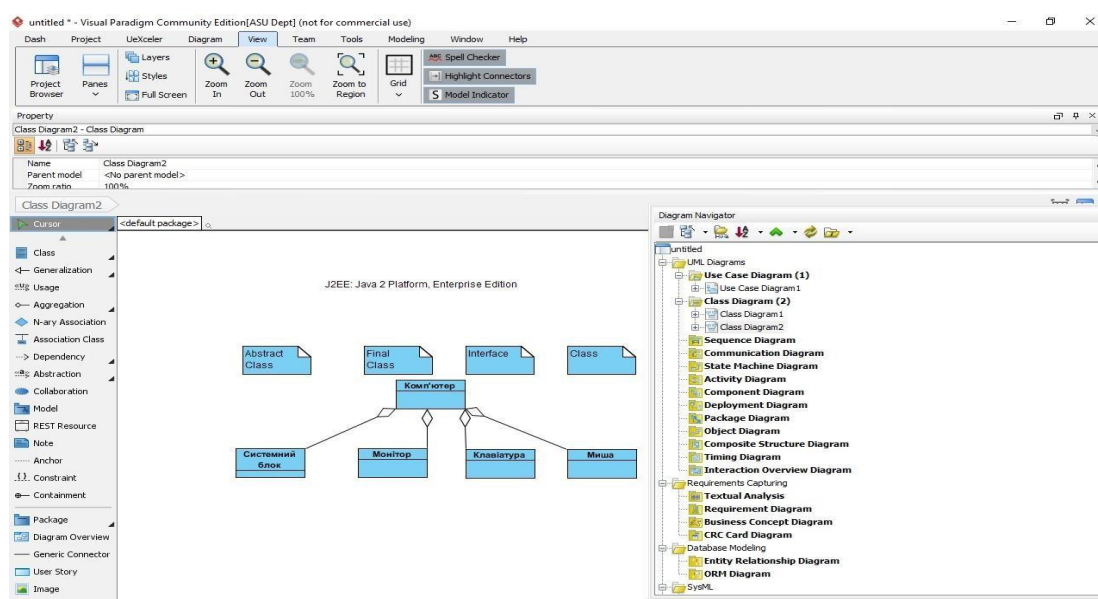 untitled * - Visual Paradigm Community Edition[ASU Dept] (not for commercial use)
Dash Project UeXceler Diagram View Team Tools Modeling Window Help
Project Browser
Panes
Layers
Styles
Full Screen
Zoom In
Zoom Out
Zoom 100%
Zoom to Region
Grid
ABC Spell Checker
Highlight Connectors
S Model Indicator
Property
Class Diagram2 - Class Diagram
Name Class Diagram2
Parent model <No parent model>
Zoom ratio 100%
Class Diagram2
Cursor
Class
Generalization
Usage
Aggregation
N-ary Association
Association Class
Dependency
Abstraction
Collaboration
Model
REST Resource
Note
Anchor
Constraint
Containment
Package
Diagram Overview
Generic Connector
User Story
Image
<default package>
J2EE: Java 2 Platform, Enterprise Edition
Abstract
Class
Final
Class
Interface
Class
Комп'ютер
Системний
блок
Монітор
Клавіатура
Миша
Diagram Navigator
untitled
UML Diagrams
Use Case Diagram (1)
Use Case Diagram1
Class Diagram (2)
Class Diagram1
Class Diagram2
Sequence Diagram
Communication Diagram
State Machine Diagram
Activity Diagram
Component Diagram
Deployment Diagram
Package Diagram
Object Diagram
Composite Structure Diagram
Timing Diagram
Interaction Overview Diagram
Requirements Capturing
Textual Analysis
Requirement Diagram
Business Concept Diagram
CRC Card Diagram
Database Modeling
Entity Relationship Diagram
ORM Diagram
SysML